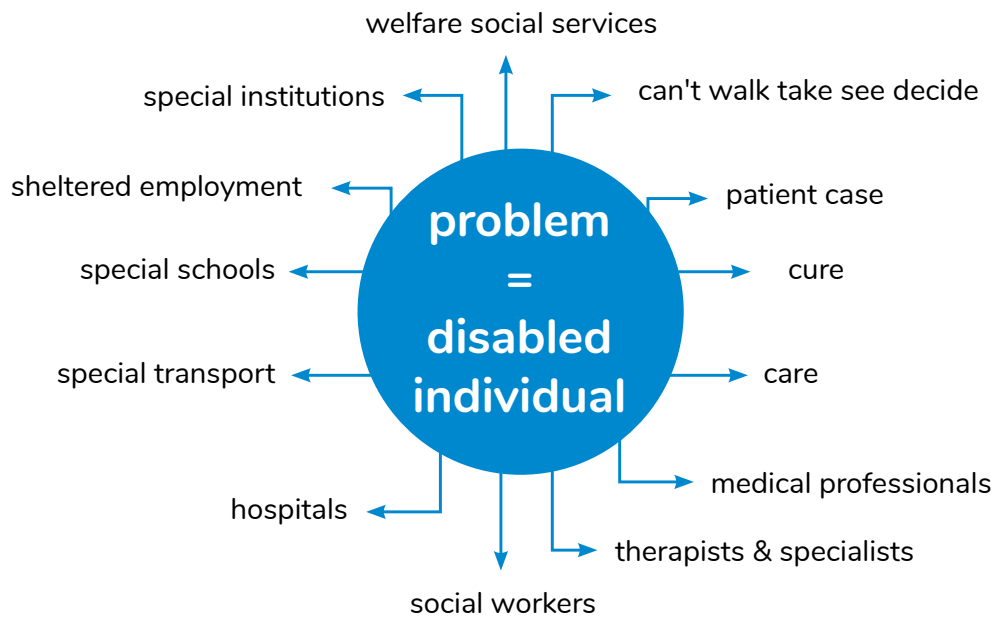 welfare social services
special institutions
can't walk take see decide
sheltered employment
patient case
problem
=
disabled
individual
special schools
cure
special transport
care
hospitals
medical professionals
therapists & specialists
social workers